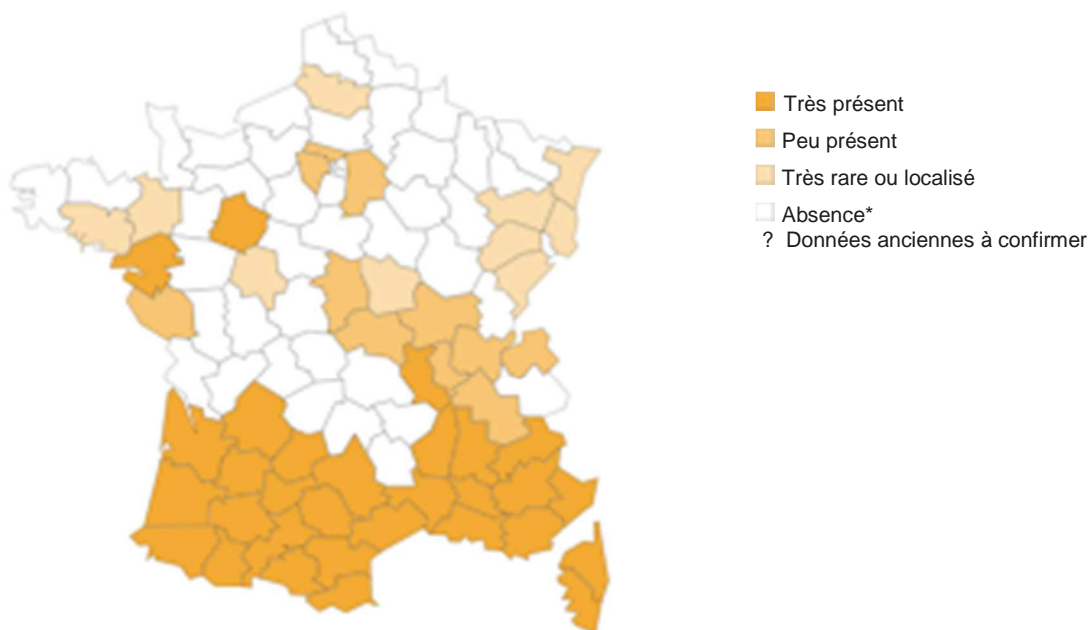 Très présent
Peu présent
Très rare ou localisé
Absence*
? Données anciennes à confirmer